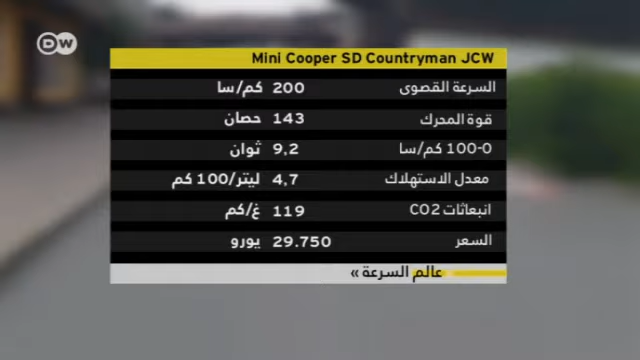 DW
Mini Cooper SD Countryman JCW
السرعة القصوى 200 كم/سا
قوة المحرك 143 حصان
0-100 كم/سا 9,2 ثوان
معدل الاستهلاك 4,7 ليتر/100 كم
انبعاثات CO2 119 غ/كم
السعر 29.750 يورو
عالم السرعة »